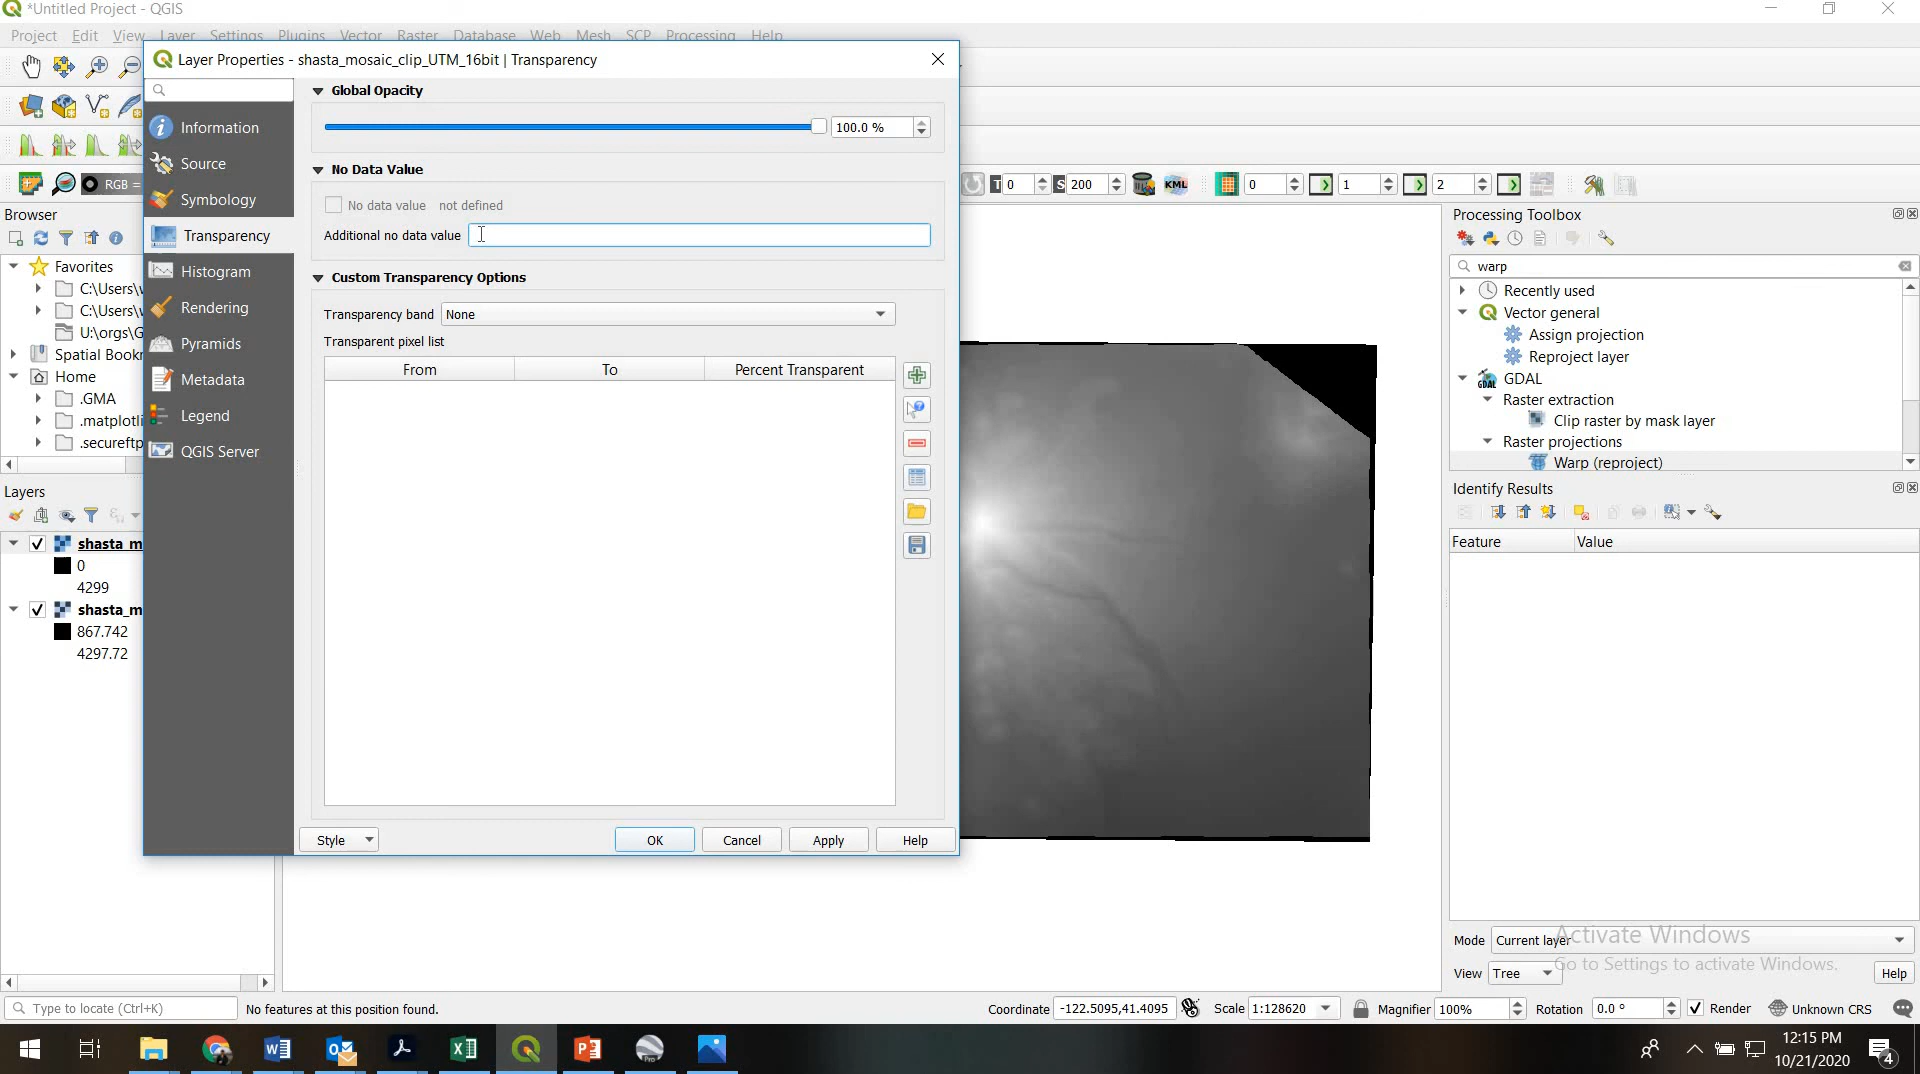 *Untitled Project - QGIS
Project Edit View Layer Settings Plugins Vector Raster Database Web Mesh SCP Processing Help
Layer Properties - shasta_mosaic_clip_UTM_16bit | Transparency
Information
Source
Symbology
Transparency
Histogram
Rendering
Pyramids
Metadata
Legend
QGIS Server
Global Opacity
100.0 %
No Data Value
No data value not defined
Additional no data value
Custom Transparency Options
Transparency band None
Transparent pixel list
From To Percent Transparent
Style OK Cancel Apply Help
RGB =
T 0 S 200 KML 0 1 2
Browser
Favorites
C:\Users\
C:\Users\
U:\orgs\G
Spatial Bookr
Home
.GMA
.matplotli
.secureftp
Layers
shasta_m
0
4299
shasta_m
867.742
4297.72
Processing Toolbox
warp
Recently used
Vector general
Assign projection
Reproject layer
GDAL
GDAL
Raster extraction
Clip raster by mask layer
Raster projections
Warp (reproject)
Identify Results
Feature Value
Mode Current layer
View Tree Help
Activate Windows
Go to Settings to activate Windows.
Type to locate (Ctrl+K) No features at this position found. Coordinate -122.5095,41.4095 Scale 1:128620 Magnifier 100% Rotation 0.0 ° Render Unknown CRS
12:15 PM
10/21/2020
4